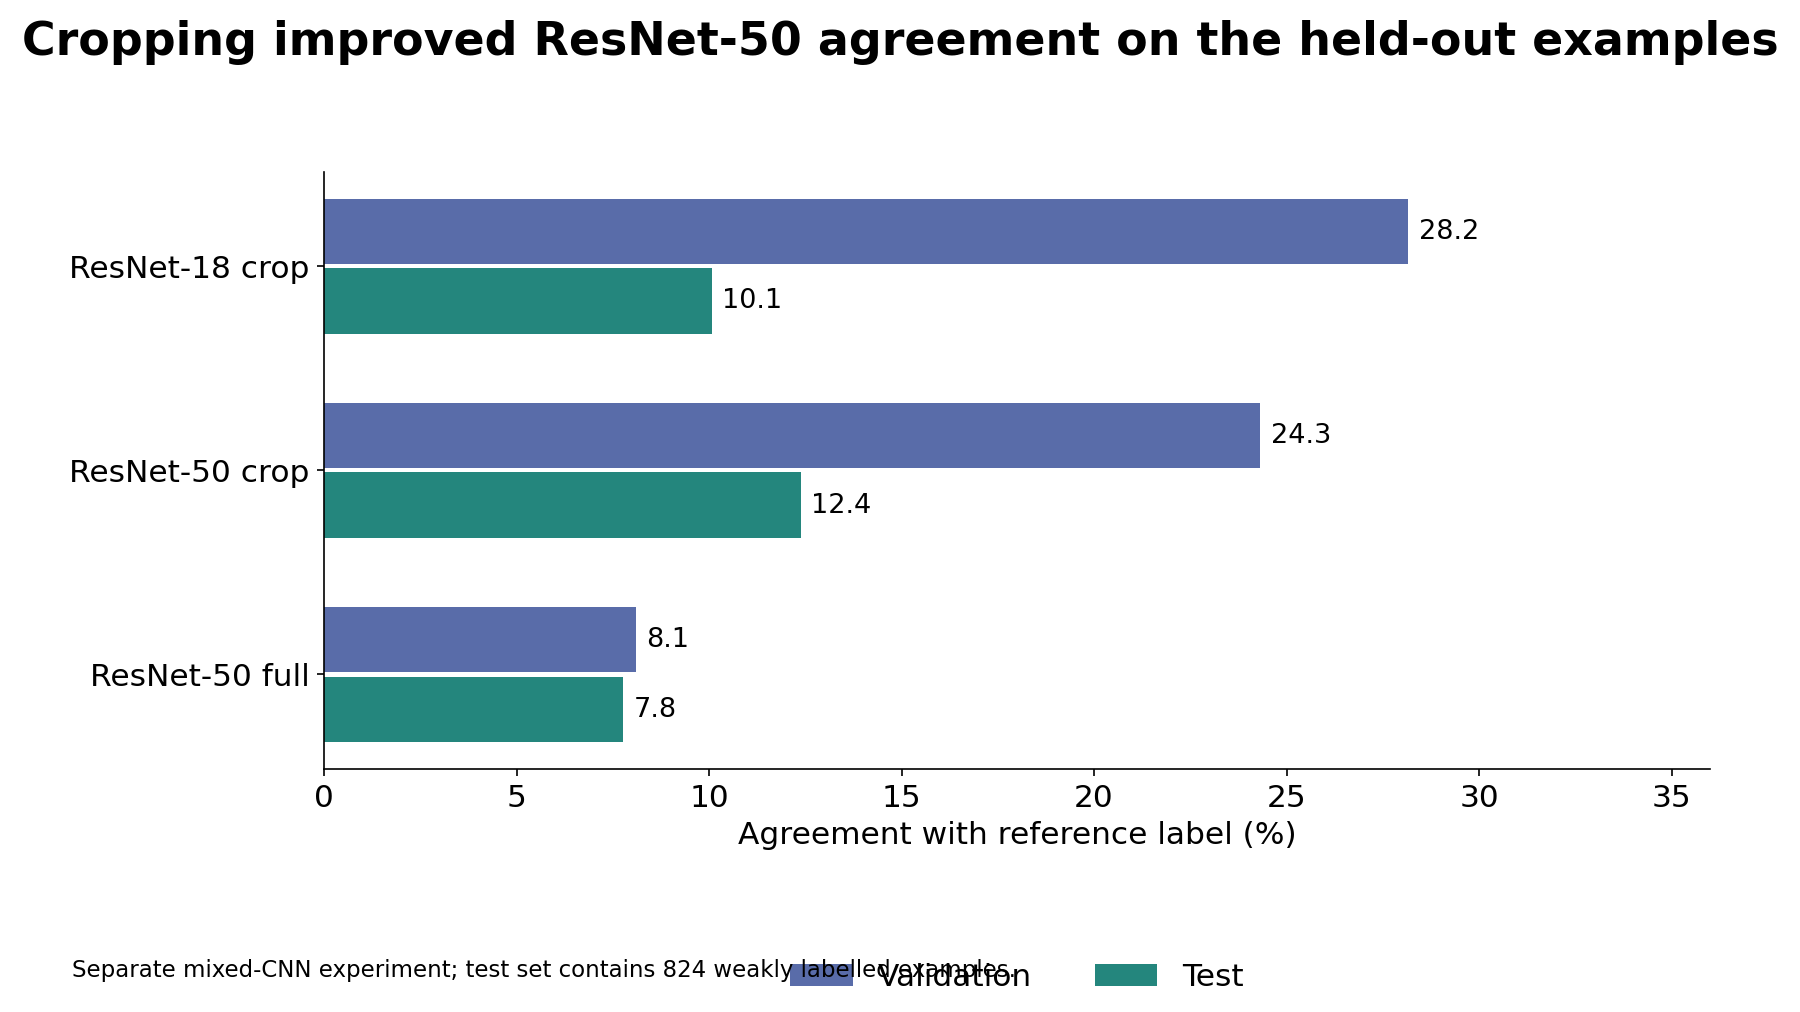 Cropping improved ResNet-50 agreement on the held-out examples
ResNet-18 crop
28.2
10.1
ResNet-50 crop
24.3
12.4
ResNet-50 full
8.1
7.8
0 5 10 15 20 25 30 35
Agreement with reference label (%)
Separate mixed-CNN experiment; test set contains 824 weakly labelled examples.
Validation Test